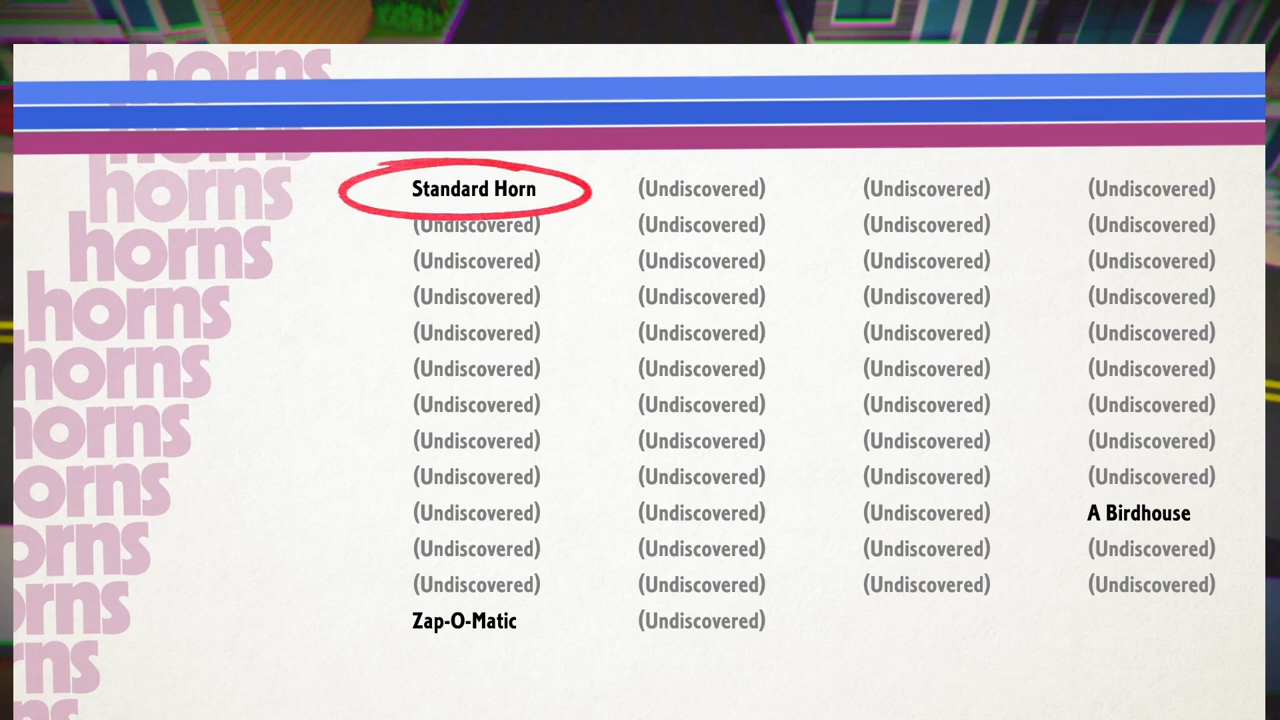 horns
horns
horns
horns
horns
horns
horns
horns
orns
orns
rns
rns
ns
Standard Horn (Undiscovered) (Undiscovered) (Undiscovered)
(Undiscovered) (Undiscovered) (Undiscovered) (Undiscovered)
(Undiscovered) (Undiscovered) (Undiscovered) (Undiscovered)
(Undiscovered) (Undiscovered) (Undiscovered) (Undiscovered)
(Undiscovered) (Undiscovered) (Undiscovered) (Undiscovered)
(Undiscovered) (Undiscovered) (Undiscovered) (Undiscovered)
(Undiscovered) (Undiscovered) (Undiscovered) (Undiscovered)
(Undiscovered) (Undiscovered) (Undiscovered) (Undiscovered)
(Undiscovered) (Undiscovered) (Undiscovered) (Undiscovered)
(Undiscovered) (Undiscovered) (Undiscovered) A Birdhouse
(Undiscovered) (Undiscovered) (Undiscovered) (Undiscovered)
(Undiscovered) (Undiscovered) (Undiscovered) (Undiscovered)
Zap-O-Matic (Undiscovered)